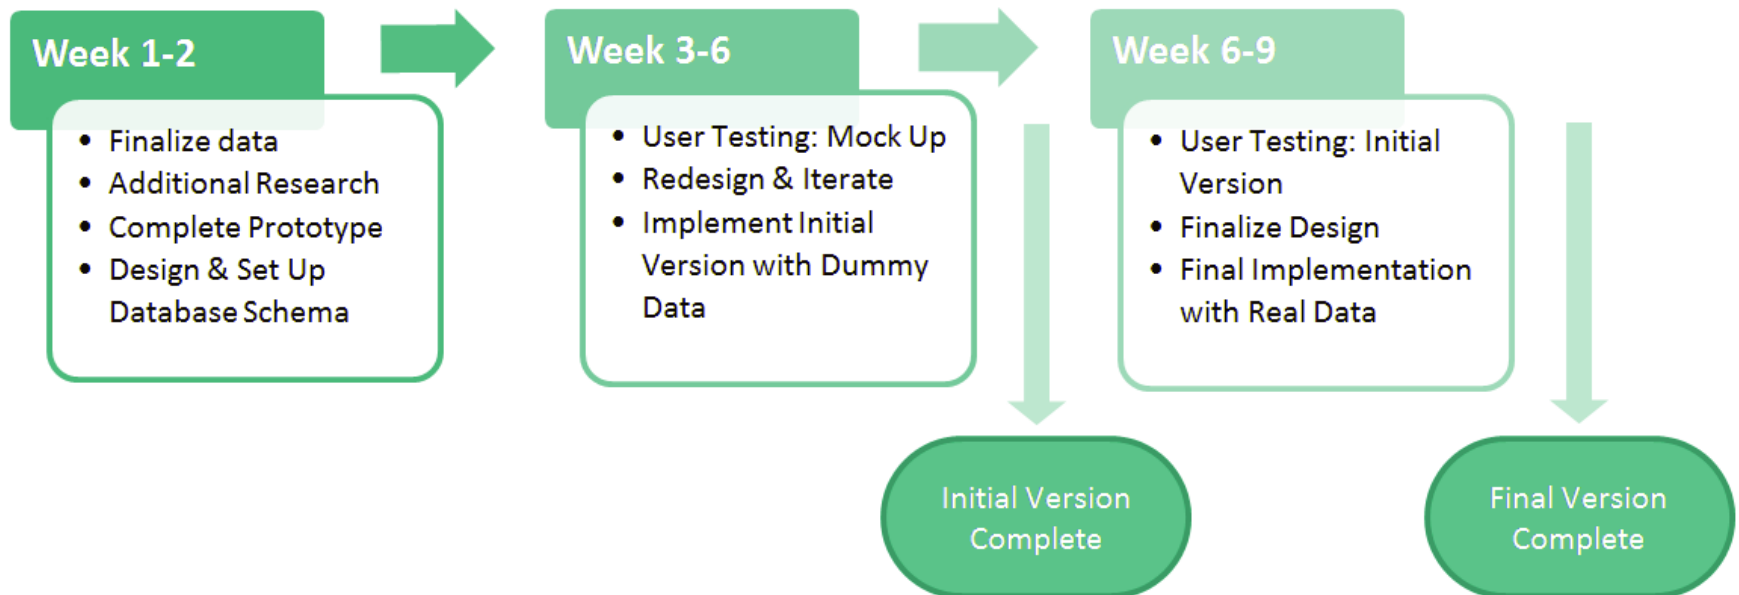 Week 1-2
• Finalize data
• Additional Research
• Complete Prototype
• Design & Set Up
Database Schema
Week 3-6
• User Testing: Mock Up
• Redesign & Iterate
• Implement Initial
Version with Dummy
Data
Week 6-9
• User Testing: Initial
Version
• Finalize Design
• Final Implementation
with Real Data
Initial Version
Complete
Final Version
Complete